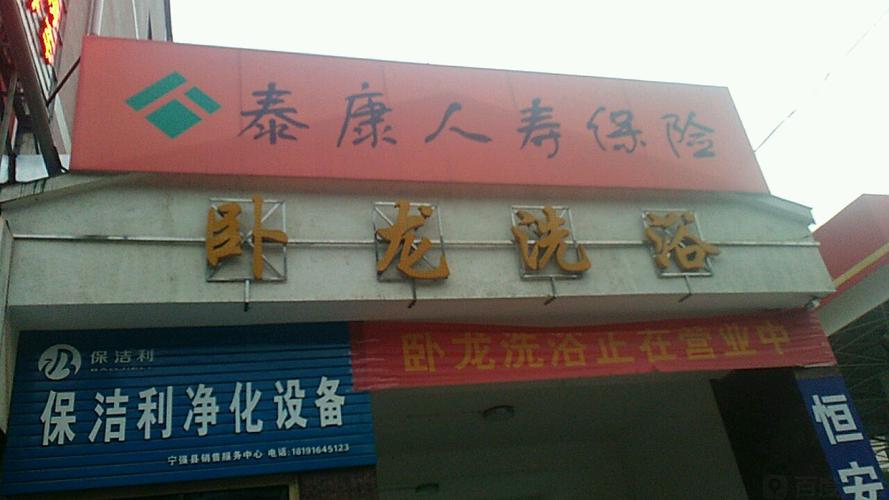 泰康人寿保险
卧龙洗浴
卧龙洗浴正在营业中
保洁利
保洁利净化设备
宁强县销售服务中心 电话:18191645123
恒安